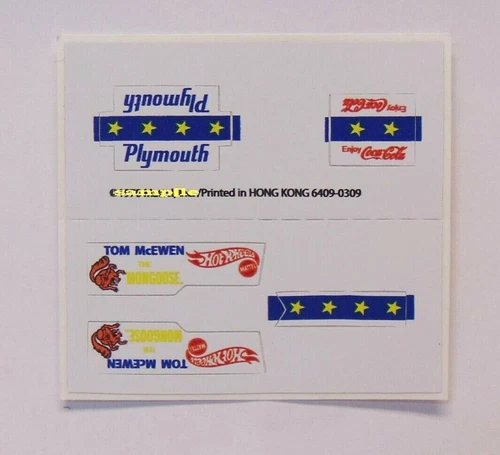 Plymouth
Enjoy Coca-Cola
Plymouth
Enjoy Coca-Cola
sample /Printed in HONG KONG 6409-0309
TOM McEWEN
THE
MONGOOSE
HOT WHEELS
MATTEL
MONGOOSE
THE
TOM McEWEN
HOT WHEELS
MATTEL